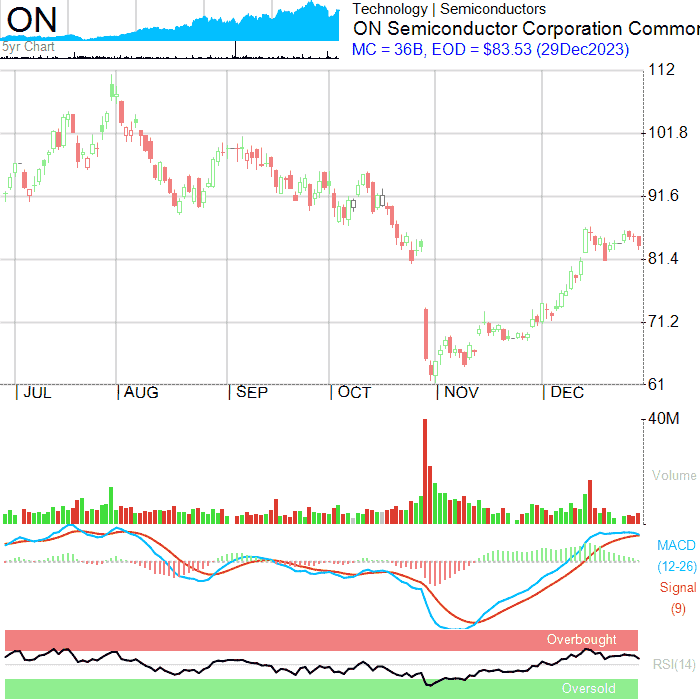 ON
Technology | Semiconductors
ON Semiconductor Corporation Common
MC = 36B, EOD = $83.53 (29Dec2023)
5yr Chart
112
101.8
91.6
81.4
71.2
61
JUL AUG SEP OCT NOV DEC
40M
Volume
MACD
(12-26)
Signal
(9)
Overbought
RSI(14)
Oversold